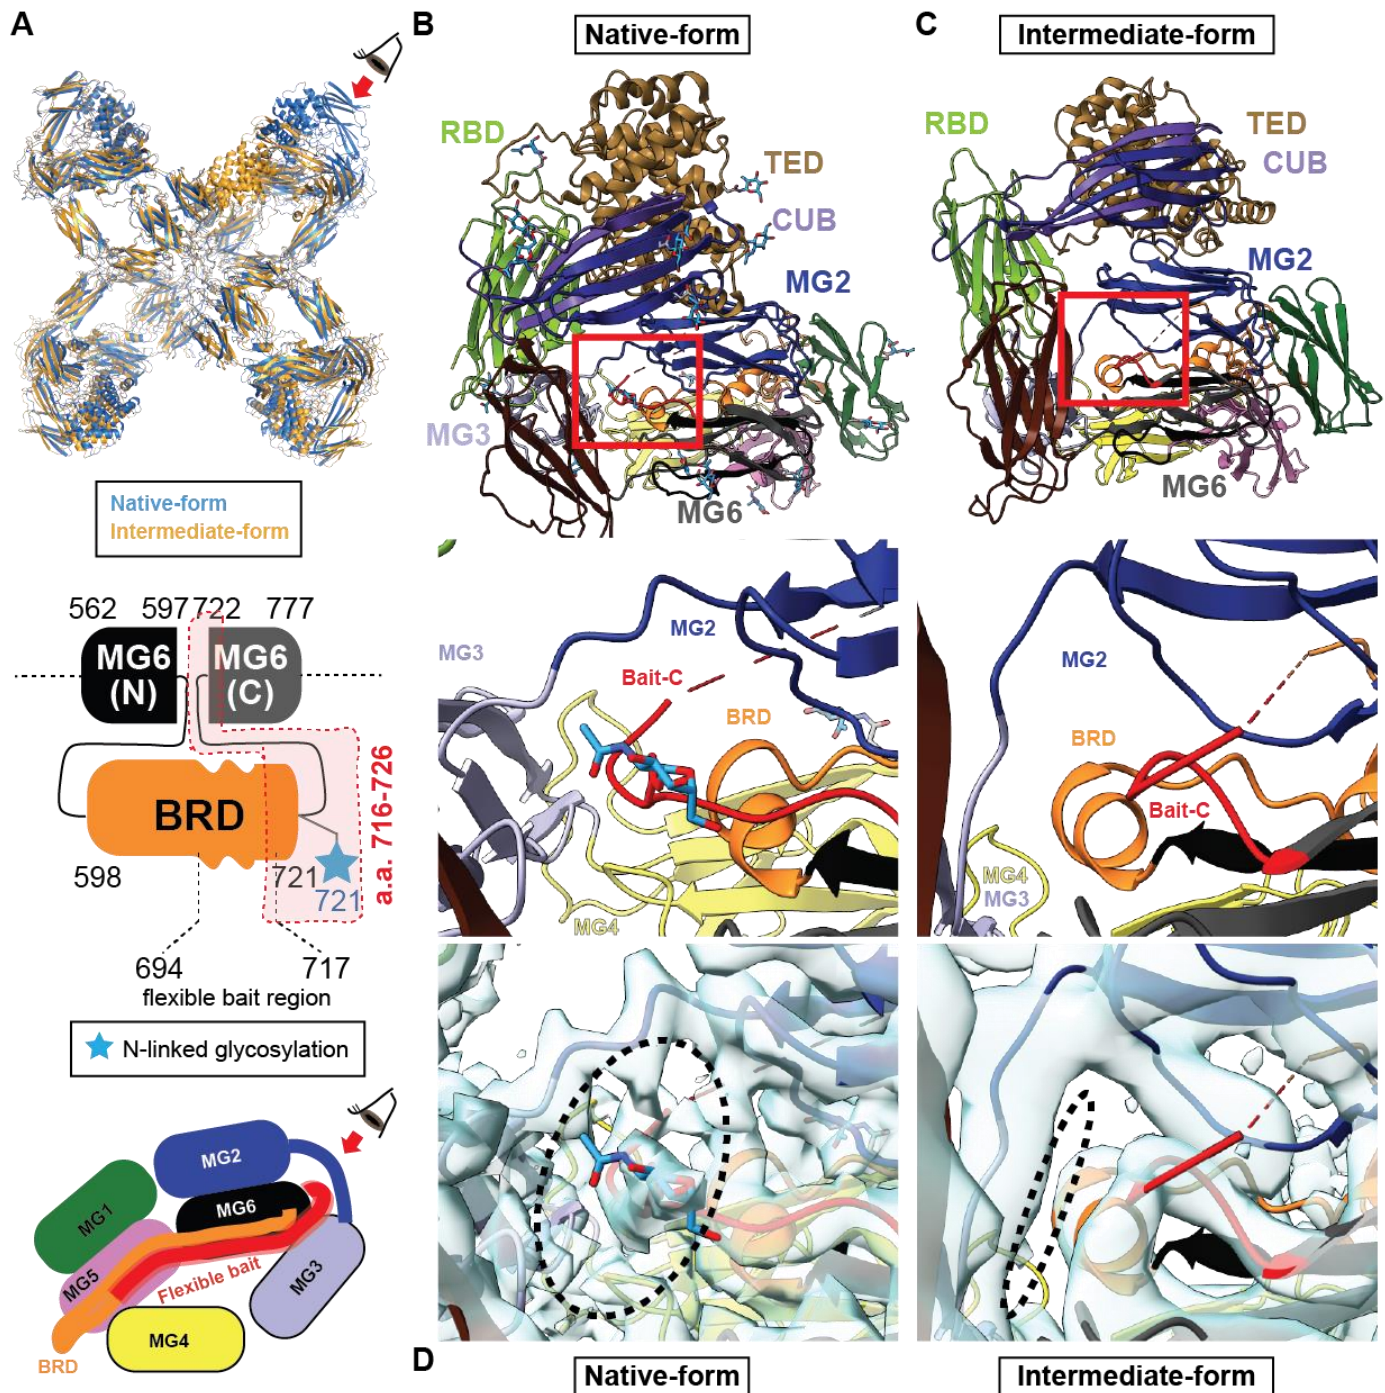 A
Native-form
Intermediate-form
562 597 722 777
MG6
(N)
MG6
(C)
BRD
598
721
721
a.a. 716-726
694
717
flexible bait region
N-linked glycosylation
MG2
MG1
MG6
MG5
Flexible bait
MG3
MG4
BRD
B
Native-form
RBD
TED
CUB
MG2
MG3
MG6
MG2
MG3
Bait-C
BRD
MG4
C
Intermediate-form
RBD
TED
CUB
MG2
MG6
MG2
BRD
Bait-C
MG4
MG3
D
Native-form
Intermediate-form